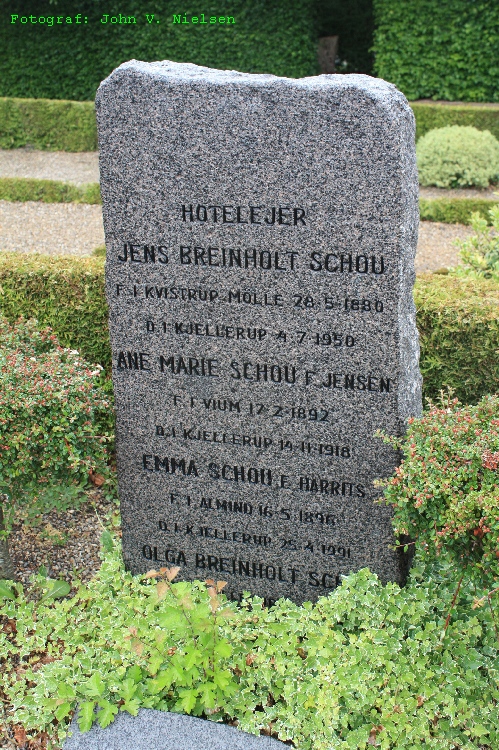 Fotograf: John V. Nielsen
HOTELEJER
JENS BREINHOLT SCHOU
F. I. KVISTRUP MÖLLE 28·5·1880
D. I. KJELLERUP 4·7·1950
ANE MARIE SCHOU F. JENSEN
F. I VIUM 17·2·1892
D. I. KJELLERUP 14·11·1918
EMMA SCHOU, F. HARRITS
F. I. ALMIND 16·5·1896
D. I. KJELLERUP 25·4·1991
OLGA BREINHOLT